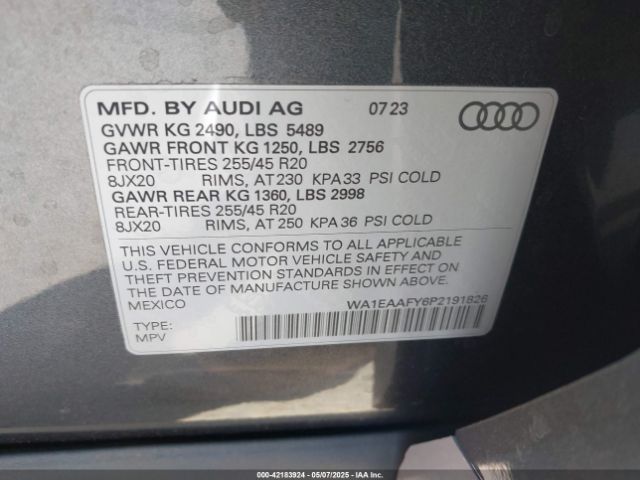 MFD. BY AUDI AG 07 23
GVWR KG 2490, LBS 5489
GAWR FRONT KG 1250, LBS 2756
FRONT-TIRES 255/45 R20
8JX20 RIMS, AT 230 KPA 33 PSI COLD
GAWR REAR KG 1360, LBS 2998
REAR-TIRES 255/45 R20
8JX20 RIMS, AT 250 KPA 36 PSI COLD
THIS VEHICLE CONFORMS TO ALL APPLICABLE
U.S. FEDERAL MOTOR VEHICLE SAFETY AND
THEFT PREVENTION STANDARDS IN EFFECT ON
THE DATE OF MANUFACTURE SHOWN ABOVE.
MEXICO
WA1EAAFY6P2191826
TYPE:
MPV
000-42183924 | 05/07/2025 | IAA Inc.